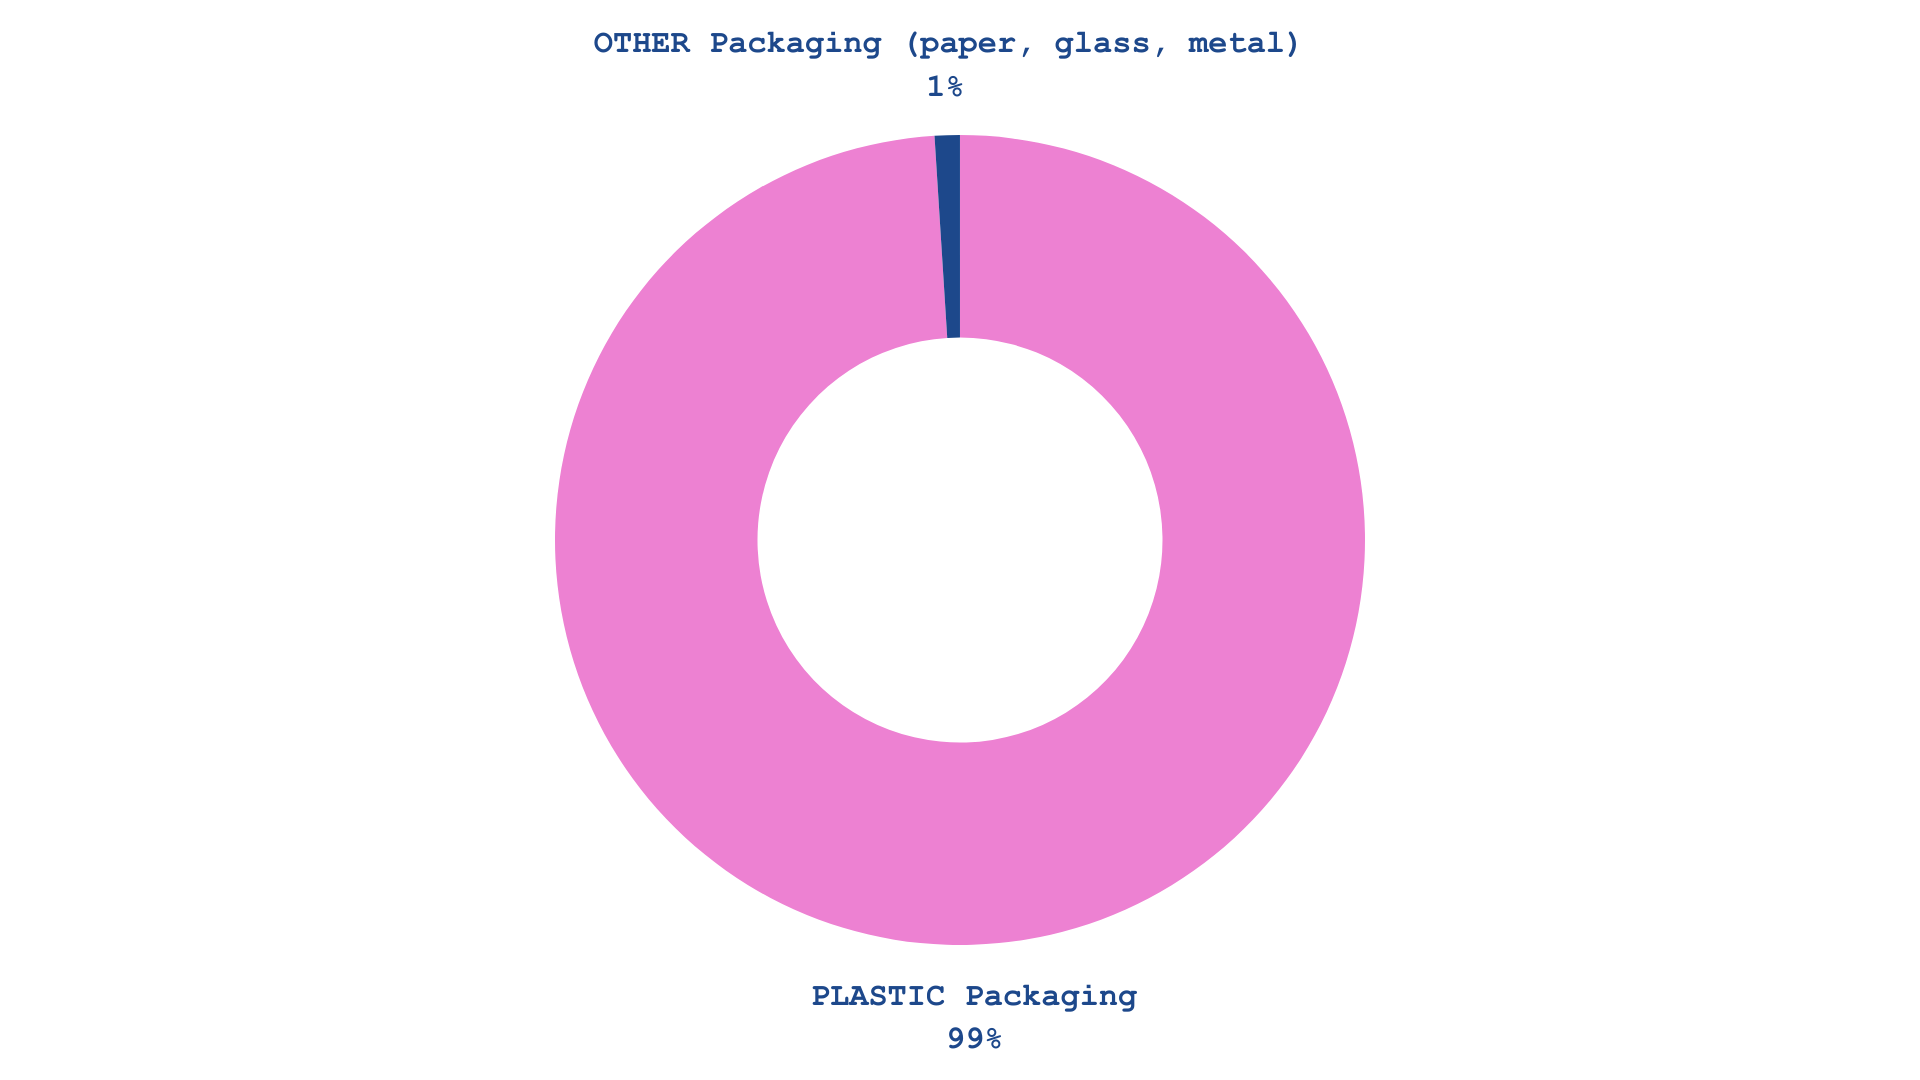 OTHER Packaging (paper, glass, metal)
1%
PLASTIC Packaging
99%